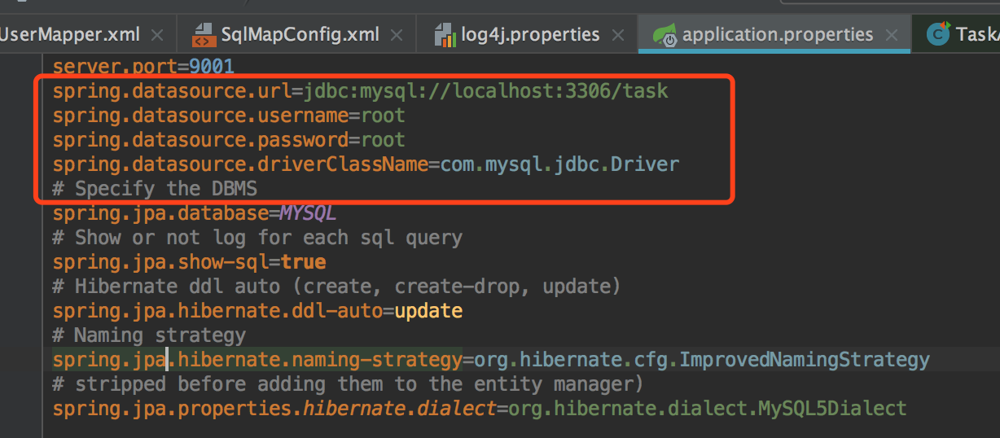 UserMapper.xml
SqlMapConfig.xml
log4j.properties
application.properties
server.port=9001
spring.datasource.url=jdbc:mysql://localhost:3306/task
spring.datasource.username=root
spring.datasource.password=root
spring.datasource.driverClassName=com.mysql.jdbc.Driver
# Specify the DBMS
spring.jpa.database=MYSQL
# Show or not log for each sql query
spring.jpa.show-sql=true
# Hibernate ddl auto (create, create-drop, update)
spring.jpa.hibernate.ddl-auto=update
# Naming strategy
spring.jpa.hibernate.naming-strategy=org.hibernate.cfg.ImprovedNamingStrategy
# stripped before adding them to the entity manager)
spring.jpa.properties.hibernate.dialect=org.hibernate.dialect.MySQL5Dialect